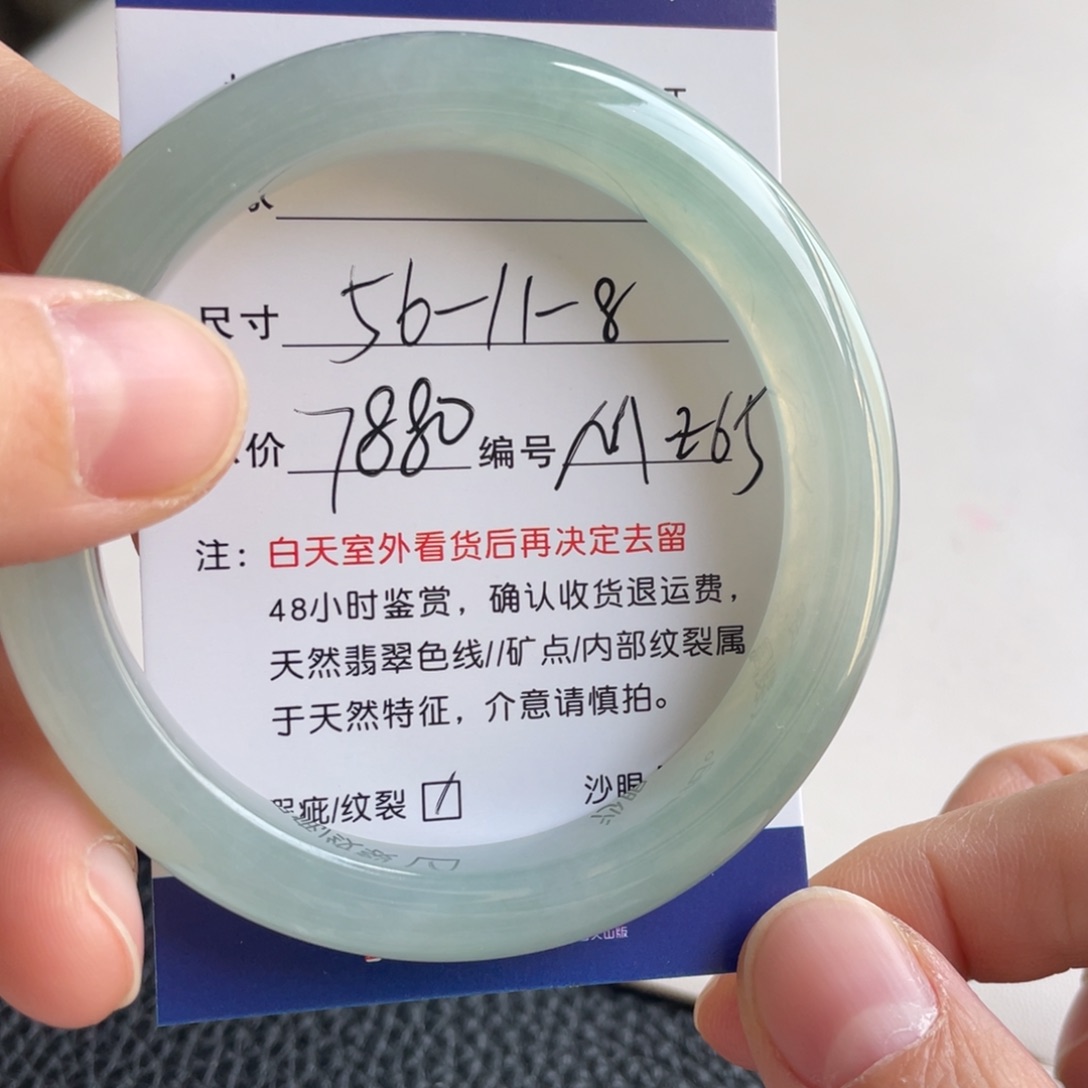 尺寸 56-11-8
价 7880 编号 M Z65
注：白天室外看货后再决定去留
48小时鉴赏，确认收货退运费，
天然翡翠色线//矿点/内部纹裂属
于天然特征，介意请慎拍。
瑕疵/纹裂 沙眼